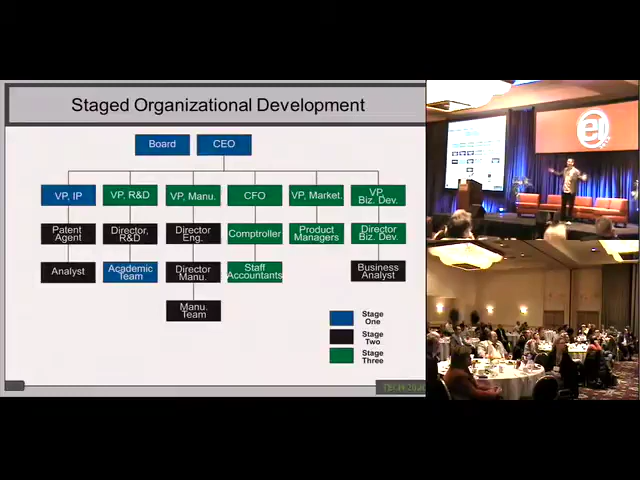 Staged Organizational Development
Board
CEO
VP, IP
VP, R&D
VP, Manu.
CFO
VP, Market.
VP
Biz. Dev.
Patent
Agent
Director,
R&D
Director
Eng.
Comptroller
Product
Managers
Director
Biz. Dev.
Analyst
Academic
Team
Director
Manu.
Staff
Accountants
Business
Analyst
Manu.
Team
Stage
One
Stage
Two
Stage
Three